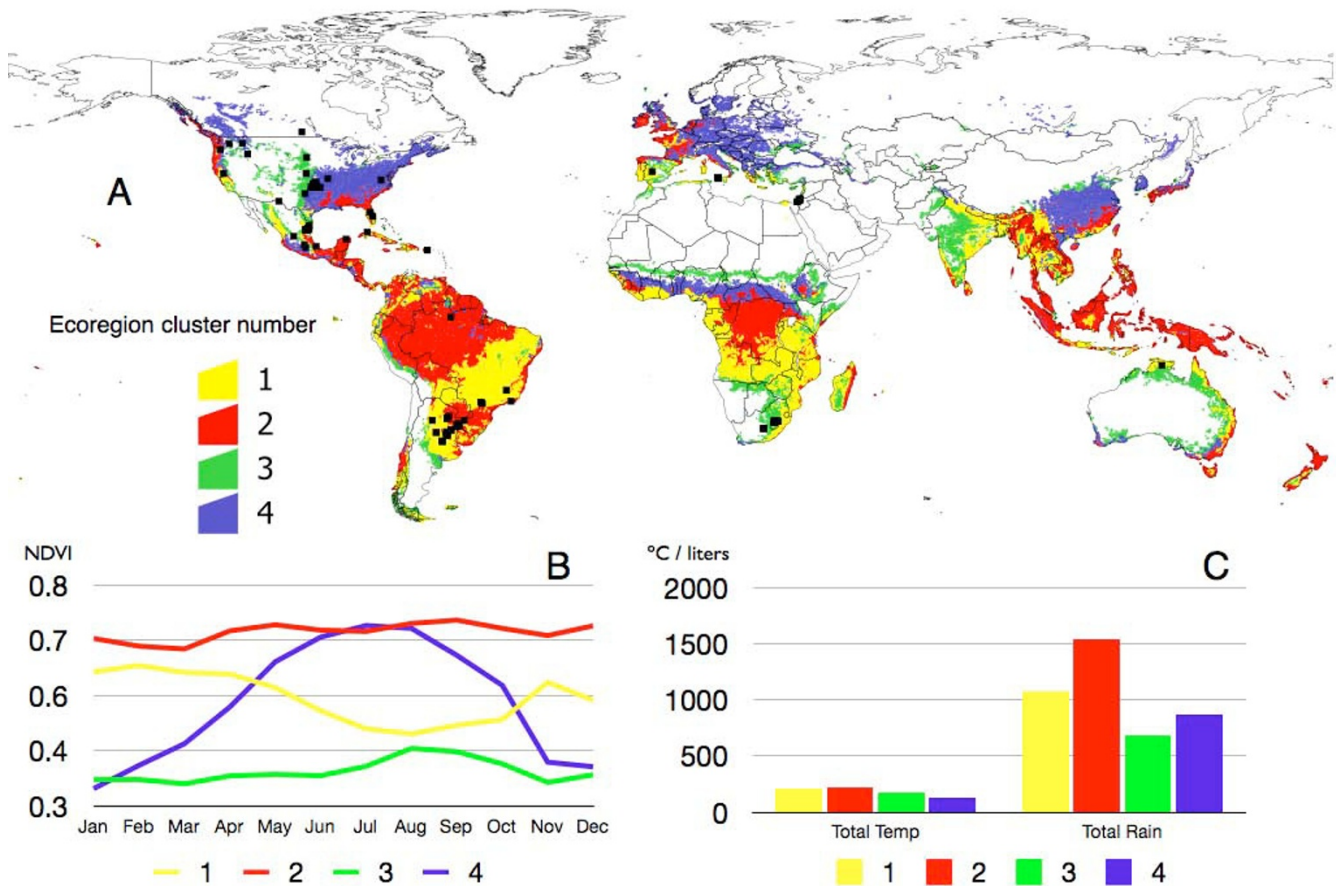 A
Ecoregion cluster number
1
2
3
4
NDVI
B
0.8
0.7
0.6
0.4
0.3
Jan Feb Mar Apr May Jun Jul Aug Sep Oct Nov Dec
1 2 3 4
°C / liters
C
2000
1500
1000
500
0
Total Temp Total Rain
1 2 3 4